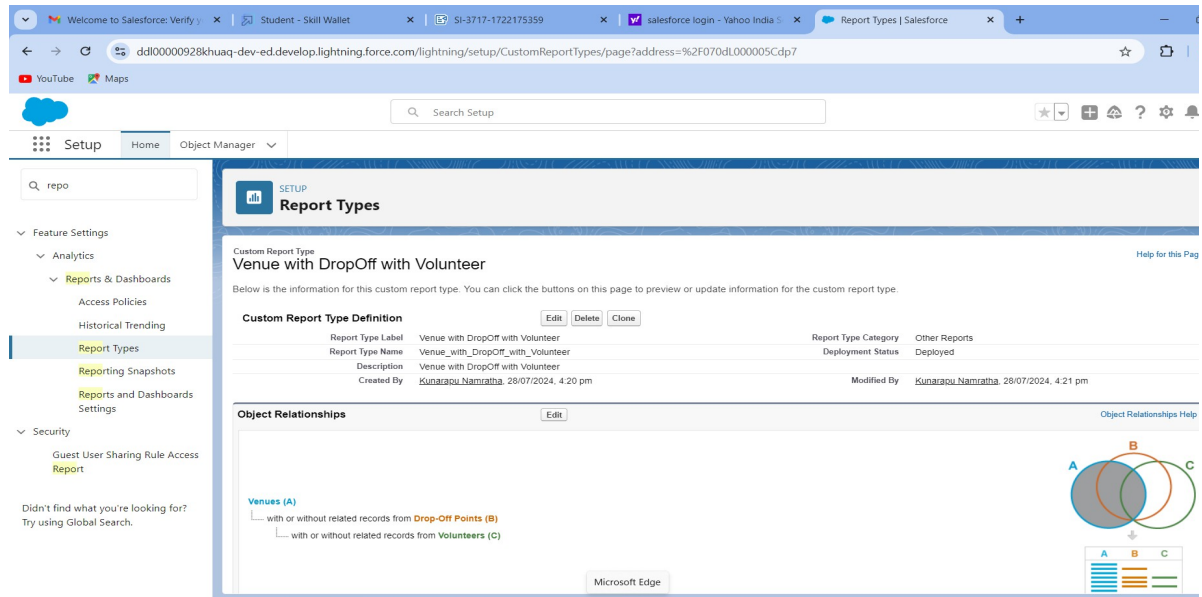 Welcome to Salesforce: Verify y
Student - Skill Wallet
SI-3717-1722175359
salesforce login - Yahoo India S
Report Types | Salesforce
ddl00000928khuaq-dev-ed.develop.lightning.force.com/lightning/setup/CustomReportTypes/page?address=%2F070dL000005Cdp7
YouTube Maps
Search Setup
Setup Home Object Manager
repo
SETUP
Report Types
Feature Settings
Analytics
Reports & Dashboards
Access Policies
Historical Trending
Report Types
Reporting Snapshots
Reports and Dashboards
Settings
Security
Guest User Sharing Rule Access
Report
Didn't find what you're looking for?
Try using Global Search.
Custom Report Type
Venue with DropOff with Volunteer
Help for this Pag
Below is the information for this custom report type. You can click the buttons on this page to preview or update information for the custom report type.
Custom Report Type Definition Edit Delete Clone
Report Type Label Venue with DropOff with Volunteer Report Type Category Other Reports
Report Type Name Venue_with_DropOff_with_Volunteer Deployment Status Deployed
Description Venue with DropOff with Volunteer
Created By Kunarapu Namratha, 28/07/2024, 4:20 pm Modified By Kunarapu Namratha, 28/07/2024, 4:21 pm
Object Relationships Edit Object Relationships Help
Venues (A)
with or without related records from Drop-Off Points (B)
with or without related records from Volunteers (C)
B
A C
A B C
Microsoft Edge